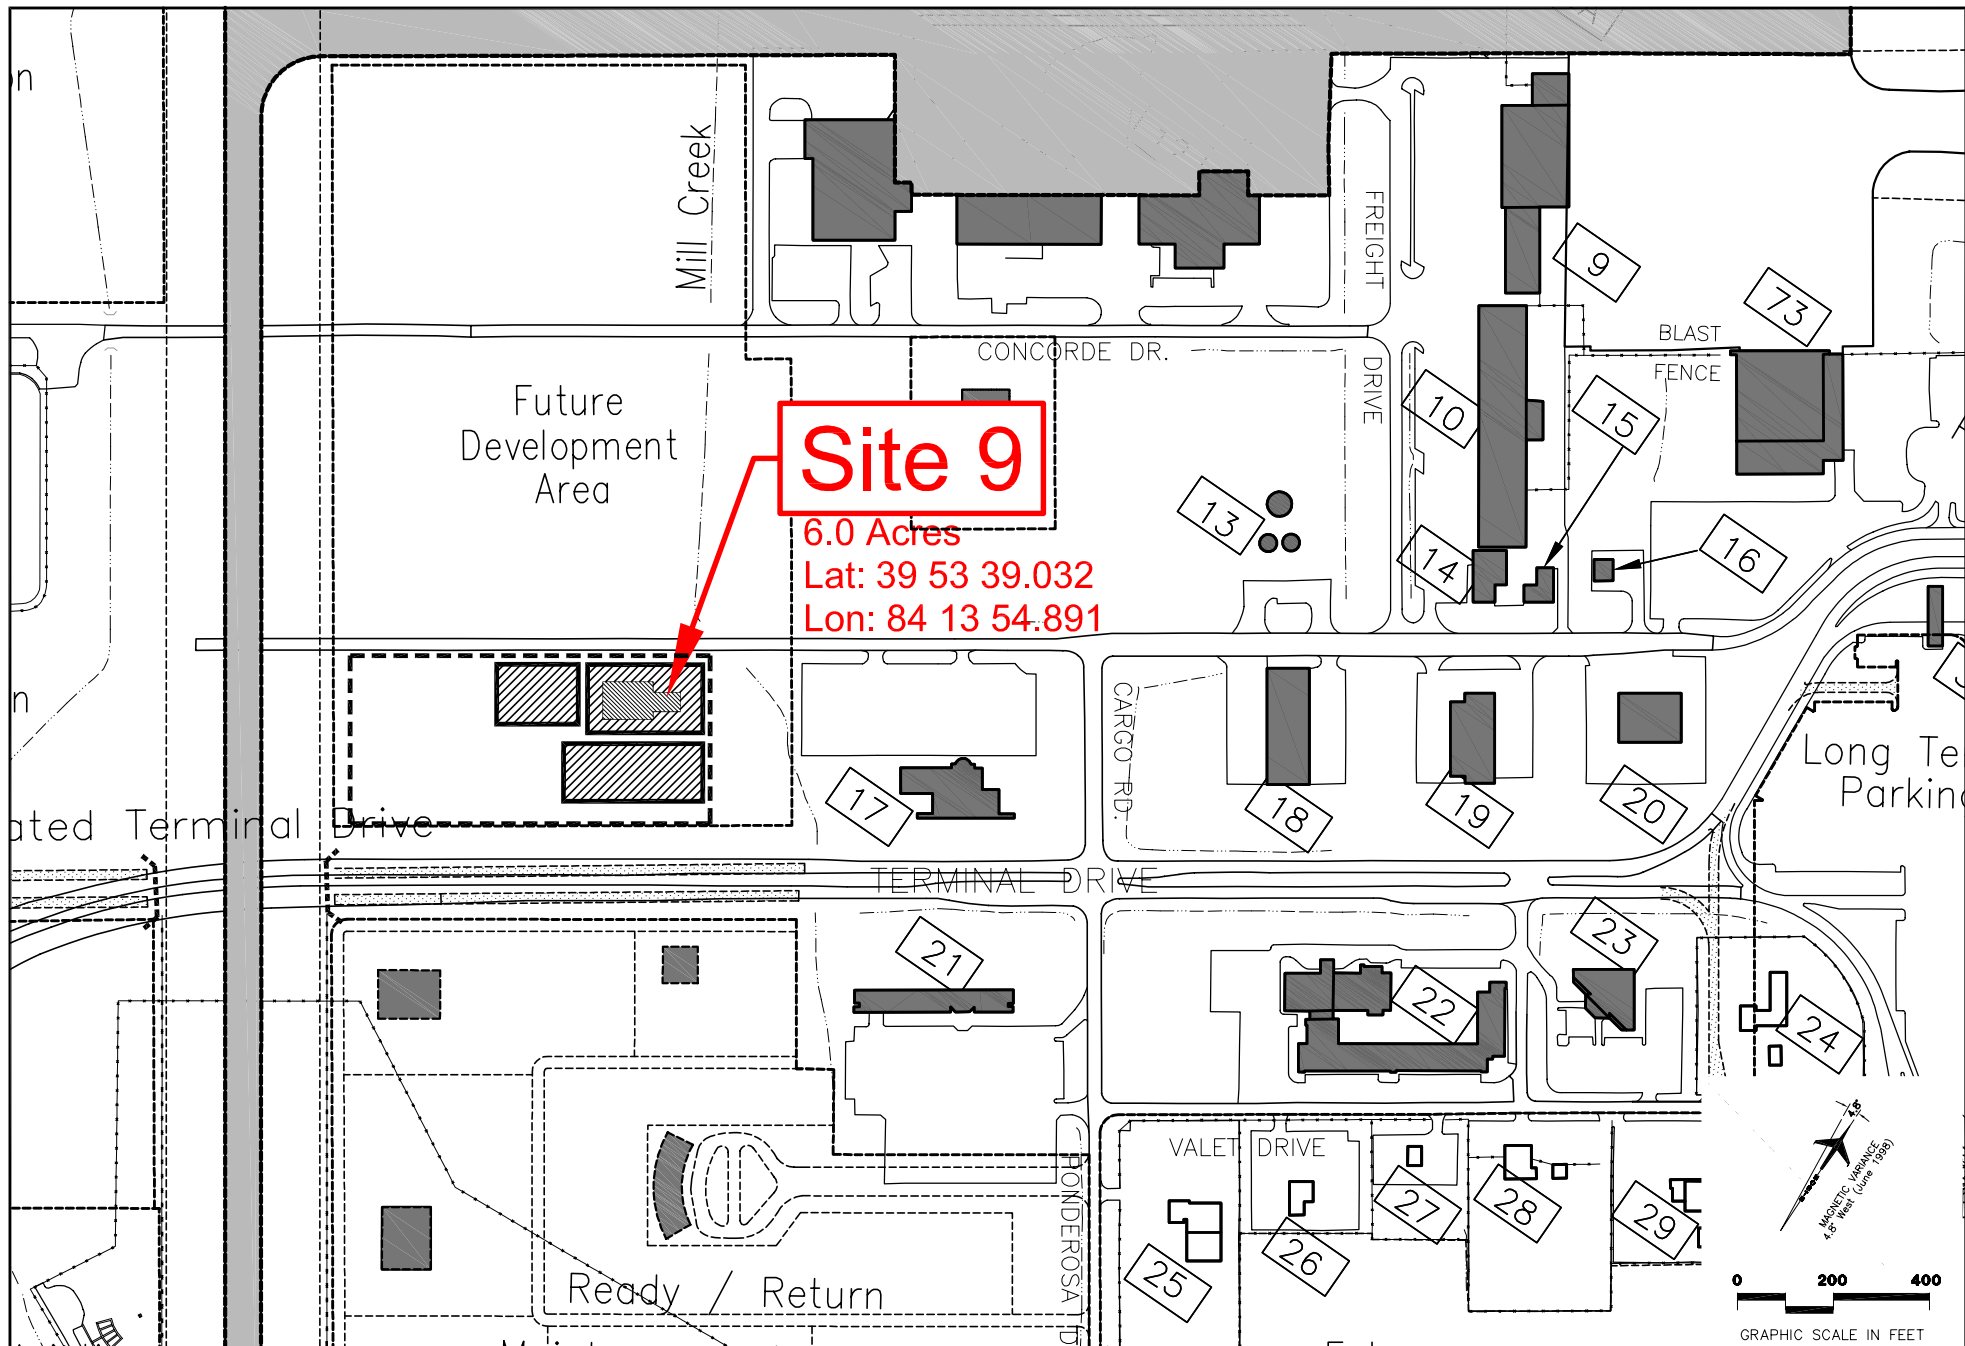 n
Mill Creek
FREIGHT
DRIVE
9
73
BLAST
FENCE
CONCORDE DR.
Future
Development
Area
10
15
Site 9
6.0 Acres
Lat: 39 53 39.032
Lon: 84 13 54.891
13
14
16
n
CARGO RD.
17
18
19
20
Long Te
Parking
ated Terminal Drive
TERMINAL DRIVE
21
22
23
24
VALET DRIVE
PONDEROSA
25
26
27
28
29
Ready / Return
4.8°
MAGNETIC VARIANCE
4.8° West (June 1998)
0 200 400
GRAPHIC SCALE IN FEET